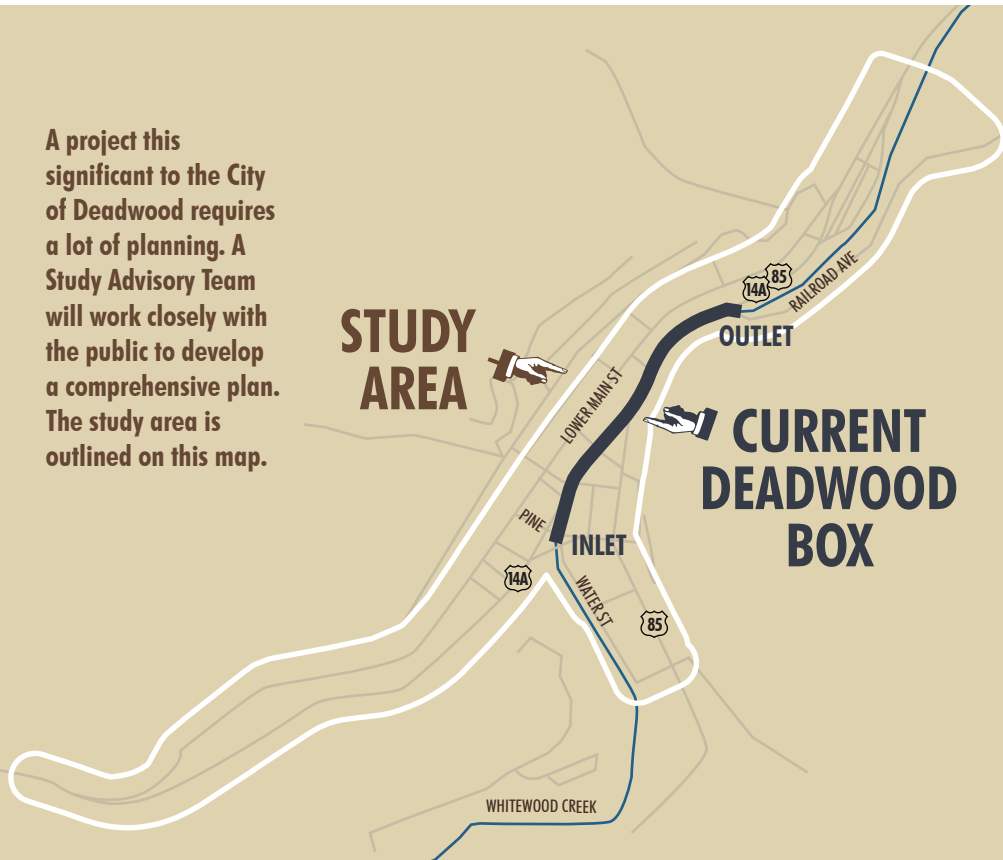 A project this
significant to the City
of Deadwood requires
a lot of planning. A
Study Advisory Team
will work closely with
the public to develop
a comprehensive plan.
The study area is
outlined on this map.
STUDY
AREA
85
14A
RAILROAD AVE
OUTLET
LOWER MAIN ST
CURRENT
DEADWOOD
BOX
PINE
INLET
14A
WATER ST
85
WHITEWOOD CREEK